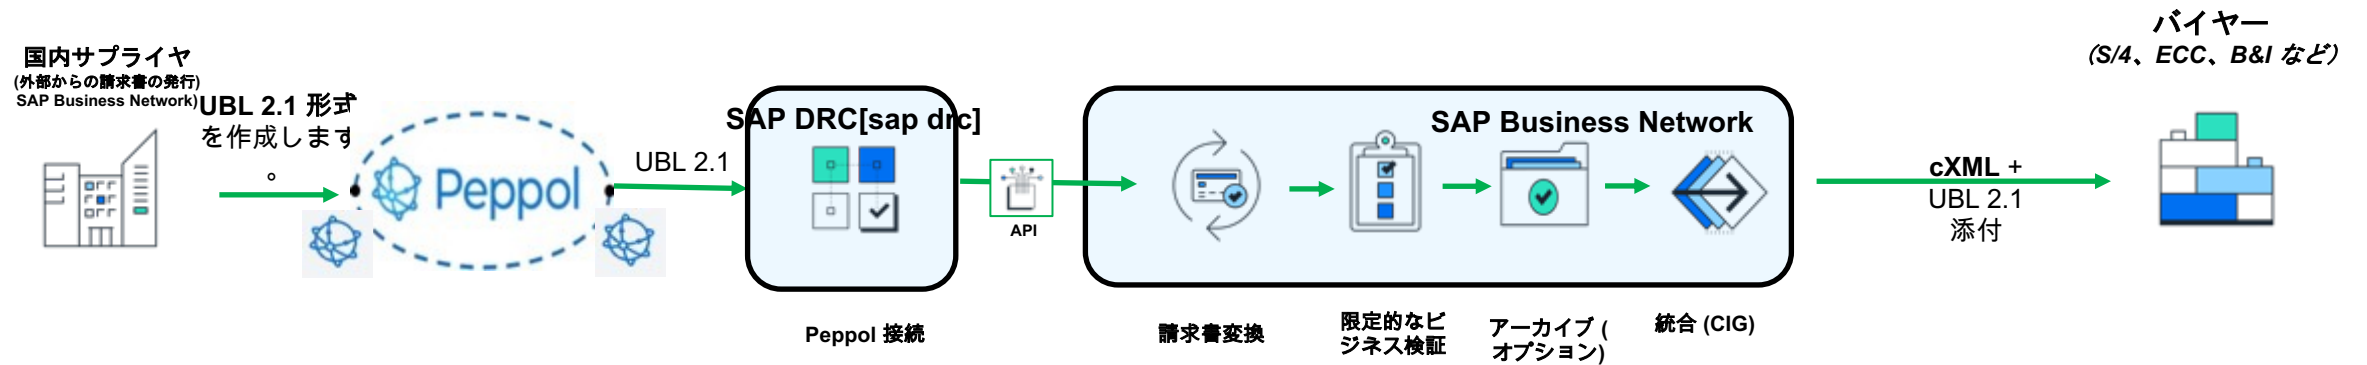 国内サプライヤ
(外部からの請求書の発行)
SAP Business Network)
UBL 2.1 形式
を作成します
。
Peppol
UBL 2.1
SAP DRC[sap drc]
Peppol 接続
API
SAP Business Network
請求書変換
限定的なビ
ジネス検証
アーカイブ (
オプション)
統合 (CIG)
cXML +
UBL 2.1
添付
バイヤー
(S/4、ECC、B&I など)